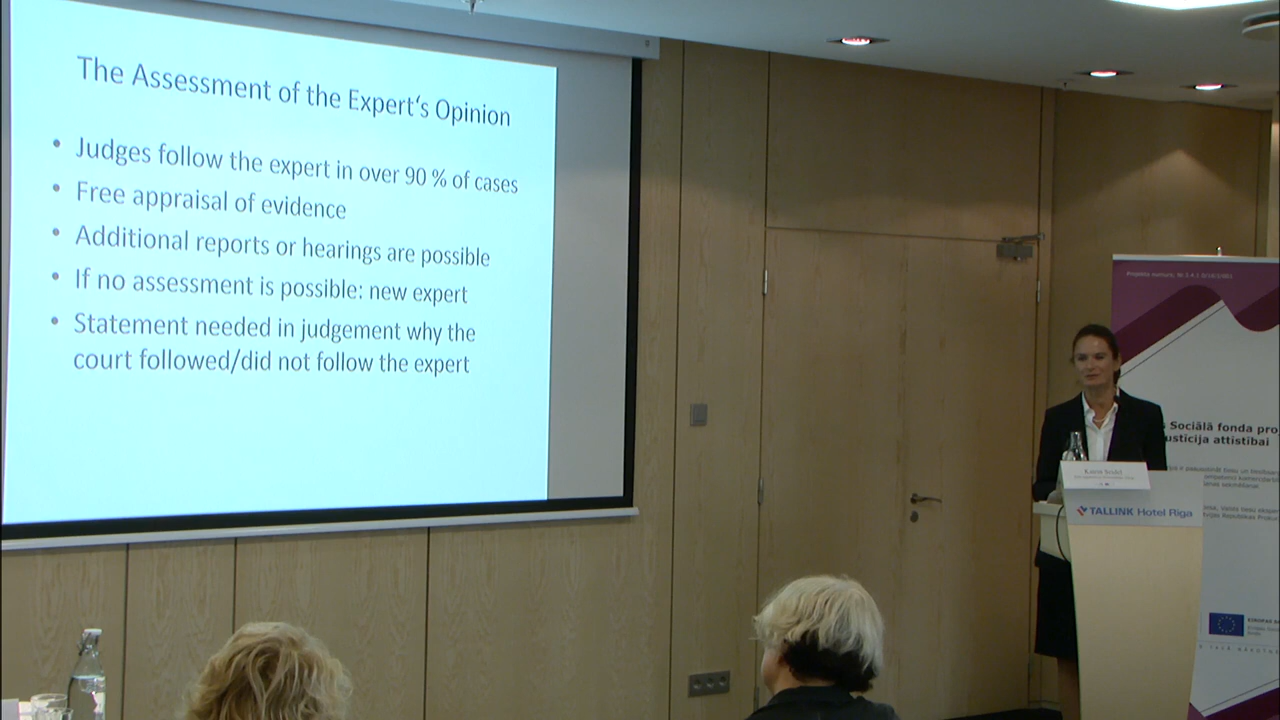 The Assessment of the Expert‘s Opinion
• Judges follow the expert in over 90 % of cases
• Free appraisal of evidence
• Additional reports or hearings are possible
• If no assessment is possible: new expert
• Statement needed in judgement why the
court followed/did not follow the expert
Sociālā fonda pro
usticija attīstībai
TALLINK Hotel Riga